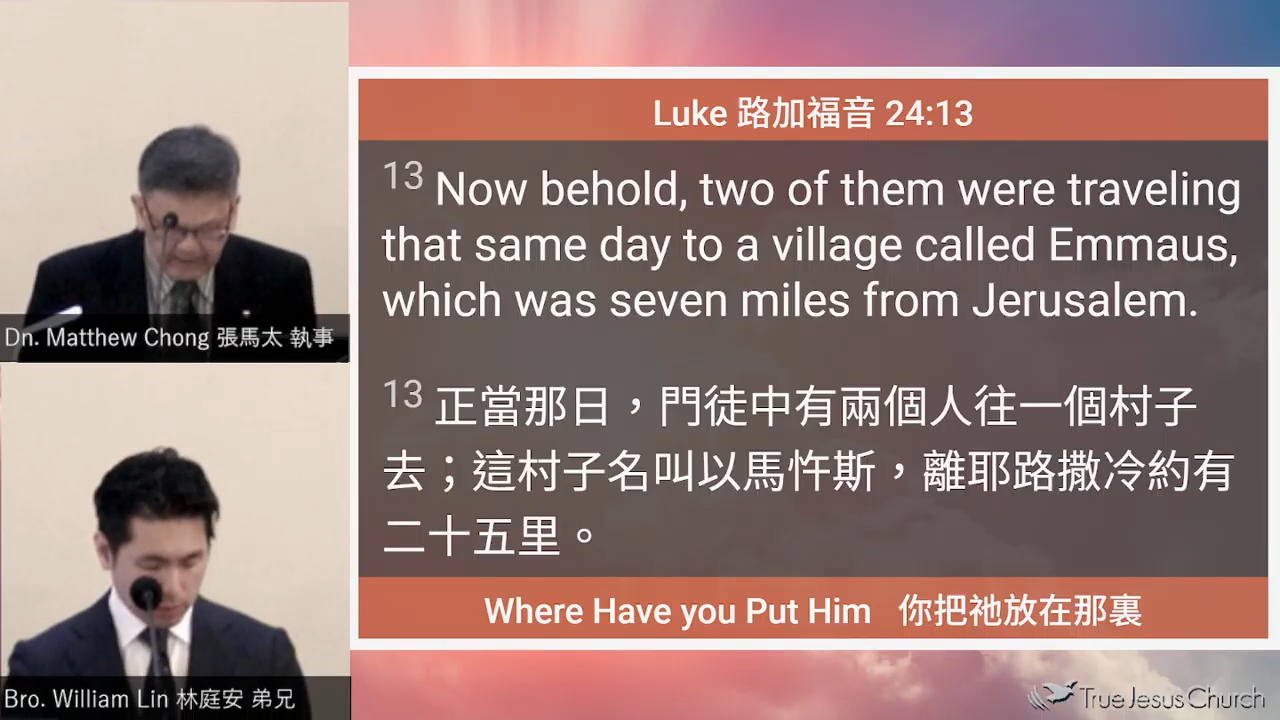 Luke 路加福音 24:13
13 Now behold, two of them were traveling
that same day to a village called Emmaus,
which was seven miles from Jerusalem.
13 正當那日，門徒中有兩個人往一個村子
去；這村子名叫以馬忤斯，離耶路撒冷約有
二十五里。
Where Have you Put Him 你把祂放在那裏
Dn. Matthew Chong 張馬太 執事
Bro. William Lin 林庭安 弟兄
True Jesus Church